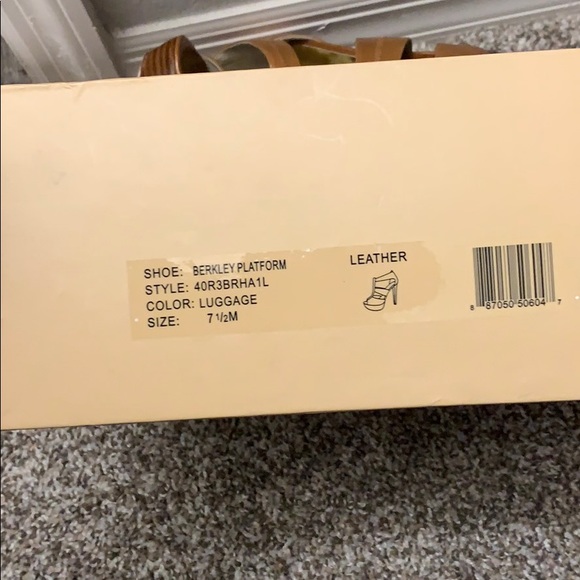 SHOE: BERKLEY PLATFORM
STYLE: 40R3BRHA1L
COLOR: LUGGAGE
SIZE: 7 1/2M
LEATHER
8 87050 50604 7